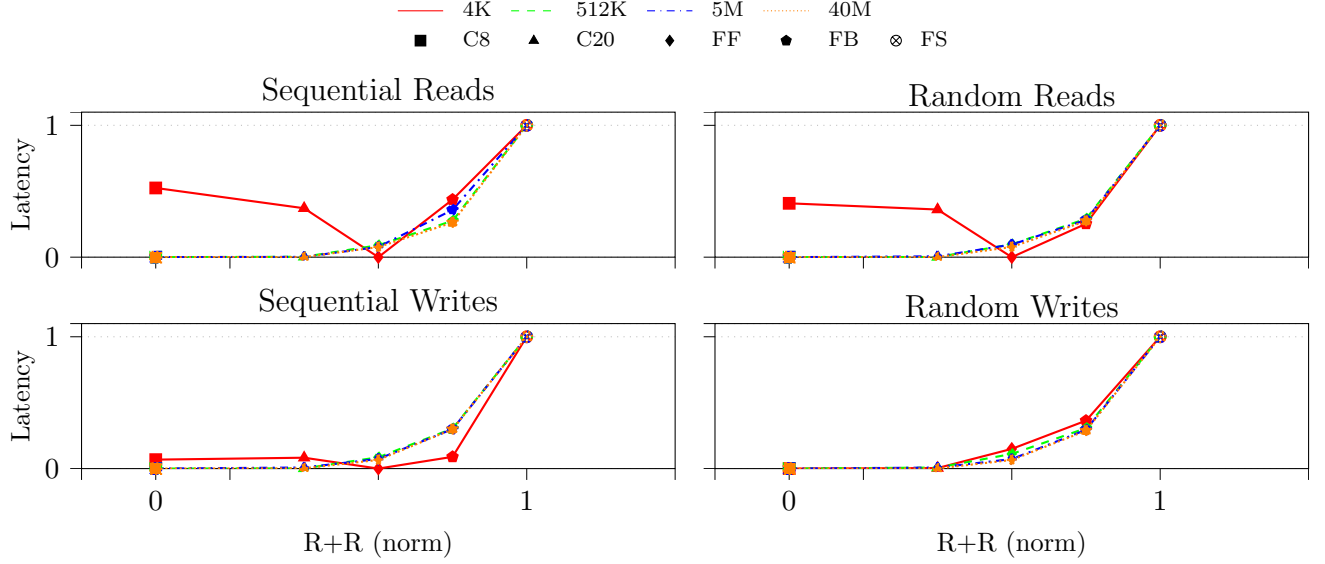 4K 512K 5M 40M
C8 C20 FF FB FS
Sequential Reads Random Reads
1 Latency 0
Sequential Writes Random Writes
1 Latency 0
0 1 0 1
R+R (norm) R+R (norm)